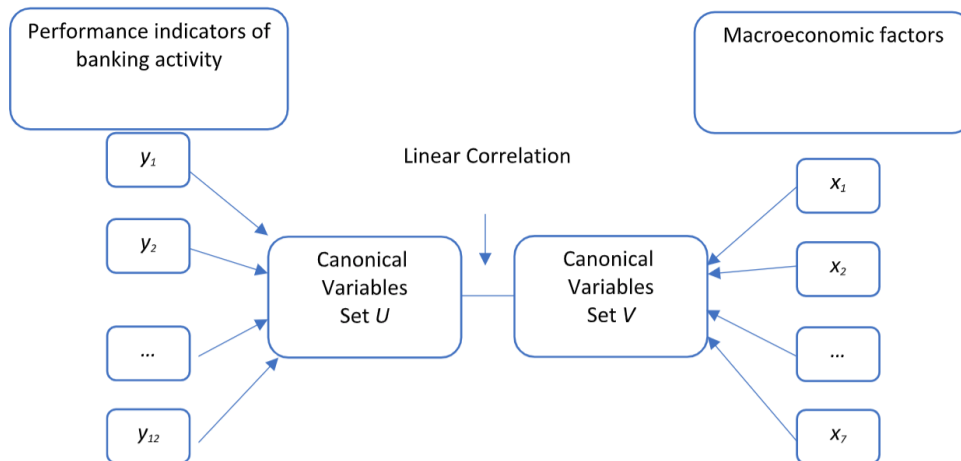 Performance indicators of
banking activity
Macroeconomic factors
y₁
Linear Correlation
x₁
y₂
Canonical
Variables
Set U
Canonical
Variables
Set V
x₂
...
...
y₁₂
x₇